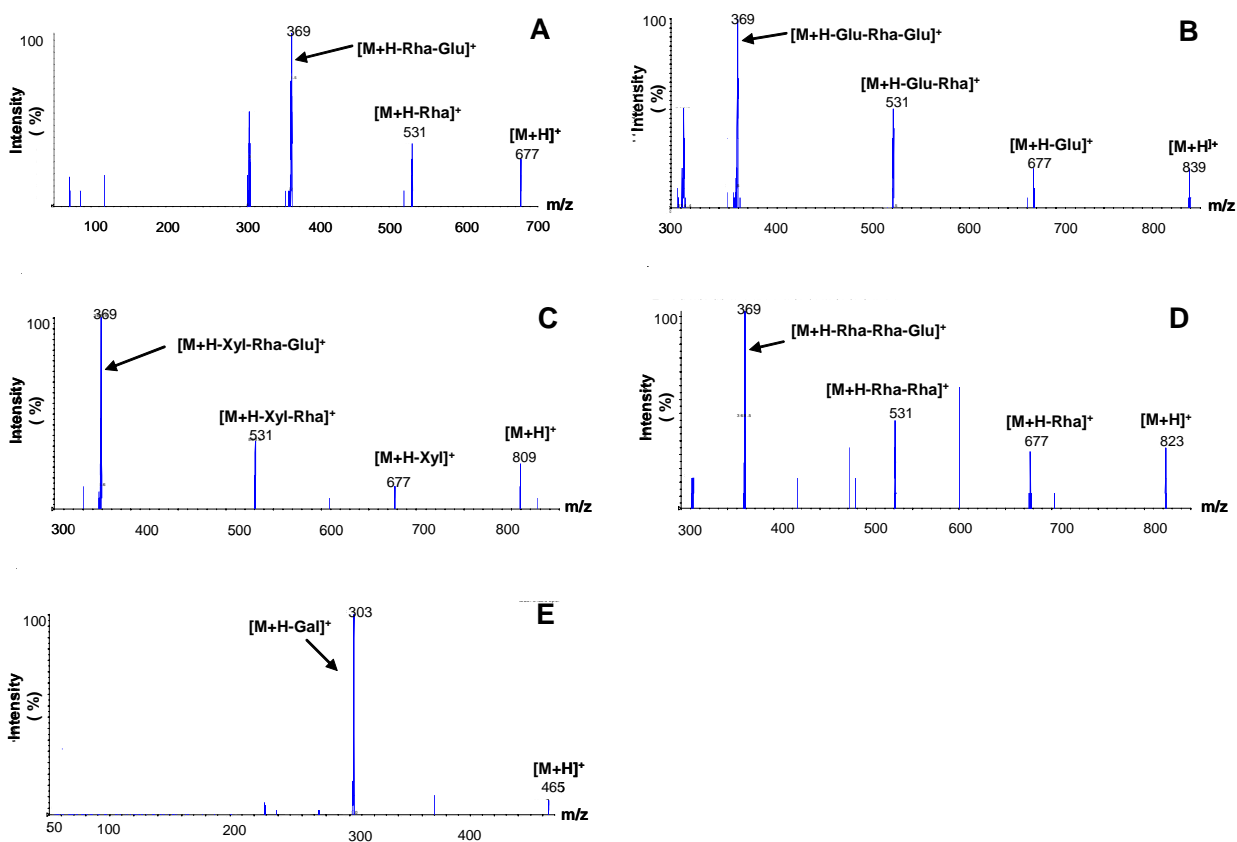 A
100
369
[M+H-Rha-Glu]+
[M+H-Rha]+
531
[M+H]+
677
Intensity
( %)
100 200 300 400 500 600 700
m/z
B
100
369
[M+H-Glu-Rha-Glu]+
[M+H-Glu-Rha]+
531
[M+H-Glu]+
677
[M+H]+
839
Intensity
( %)
300 400 500 600 700 800
m/z
C
100
369
[M+H-Xyl-Rha-Glu]+
[M+H-Xyl-Rha]+
531
[M+H-Xyl]+
677
[M+H]+
809
Intensity
( %)
300 400 500 600 700 800
m/z
D
100
369
[M+H-Rha-Rha-Glu]+
[M+H-Rha-Rha]+
531
[M+H-Rha]+
677
[M+H]+
823
Intensity
( %)
300 400 500 600 700 800
m/z
E
100
303
[M+H-Gal]+
[M+H]+
465
Intensity
( %)
50 100 200 300 400
m/z